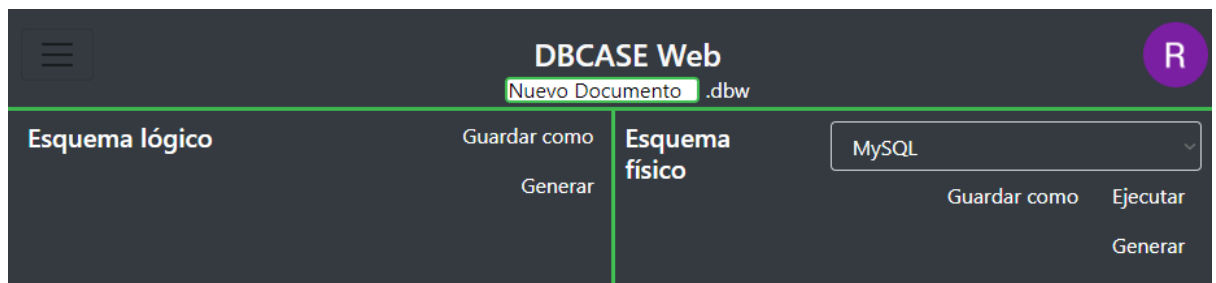 DBCASE Web
R
Nuevo Documento .dbw
Esquema lógico
Guardar como
Generar
Esquema
físico
MySQL
Guardar como Ejecutar
Generar